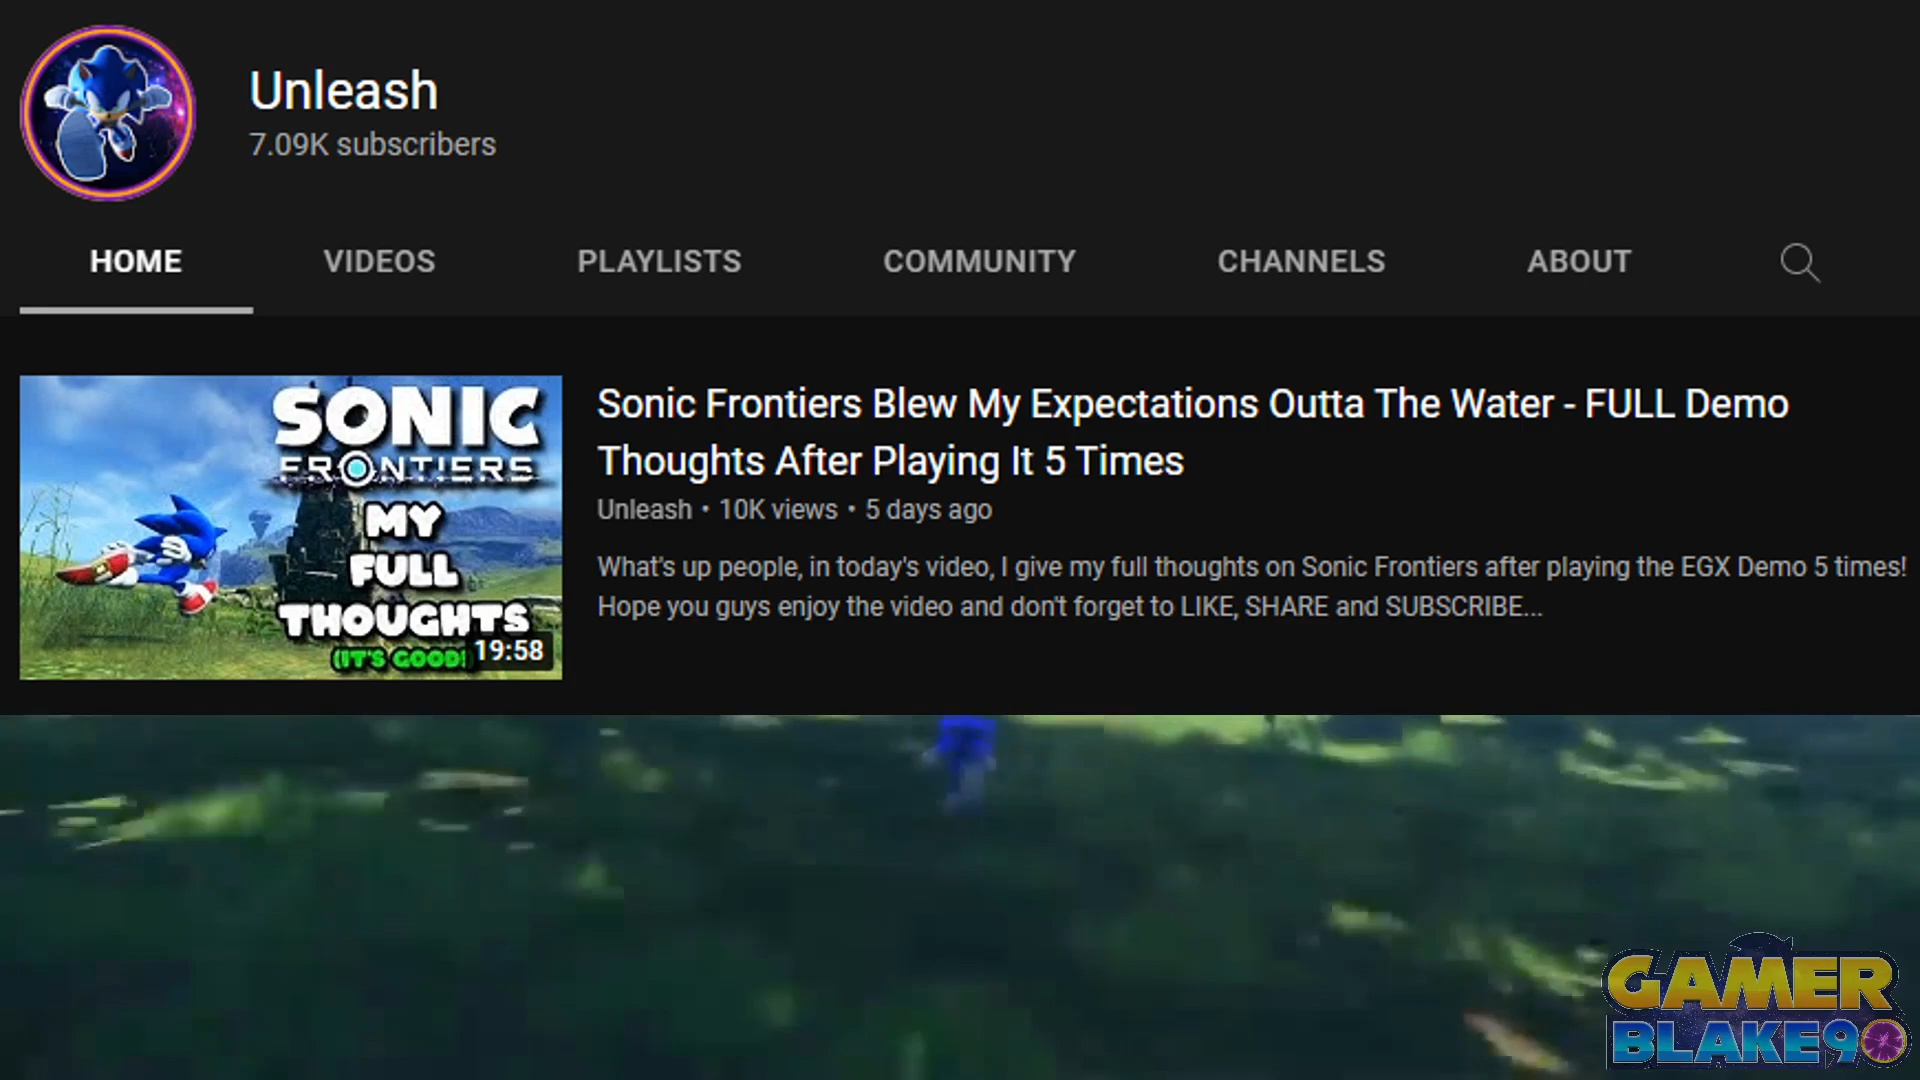 Unleash
7.09K subscribers
HOME VIDEOS PLAYLISTS COMMUNITY CHANNELS ABOUT
SONIC
FRONTIERS
MY
FULL
THOUGHTS
(IT'S GOOD!
19:58
Sonic Frontiers Blew My Expectations Outta The Water - FULL Demo
Thoughts After Playing It 5 Times
Unleash • 10K views • 5 days ago
What's up people, in today's video, I give my full thoughts on Sonic Frontiers after playing the EGX Demo 5 times!
Hope you guys enjoy the video and don't forget to LIKE, SHARE and SUBSCRIBE...
GAMER
BLAKE90